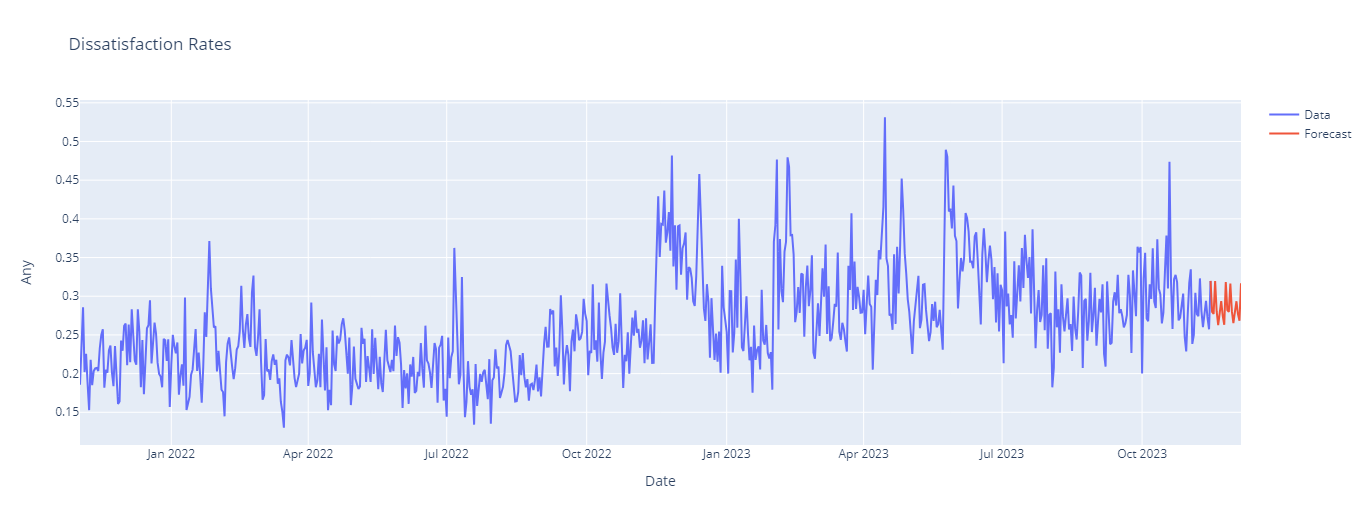 Dissatisfaction Rates
Any
0.55
0.5
0.45
0.4
0.35
0.3
0.25
0.2
0.15
Jan 2022
Apr 2022
Jul 2022
Oct 2022
Jan 2023
Apr 2023
Jul 2023
Oct 2023
Date
Data
Forecast